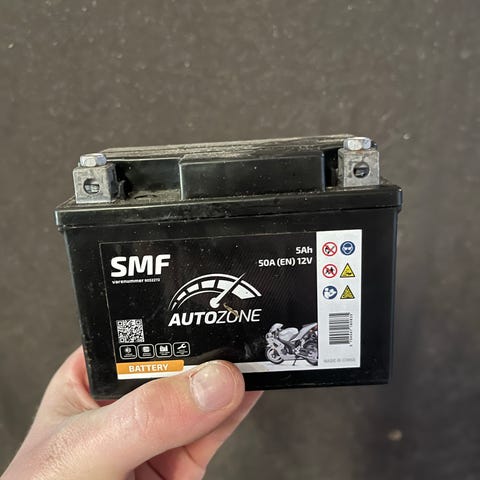 5Ah
50A (EN) 12V
SMF
varenummer
AUTOZONE
BATTERY
MADE IN CHINA